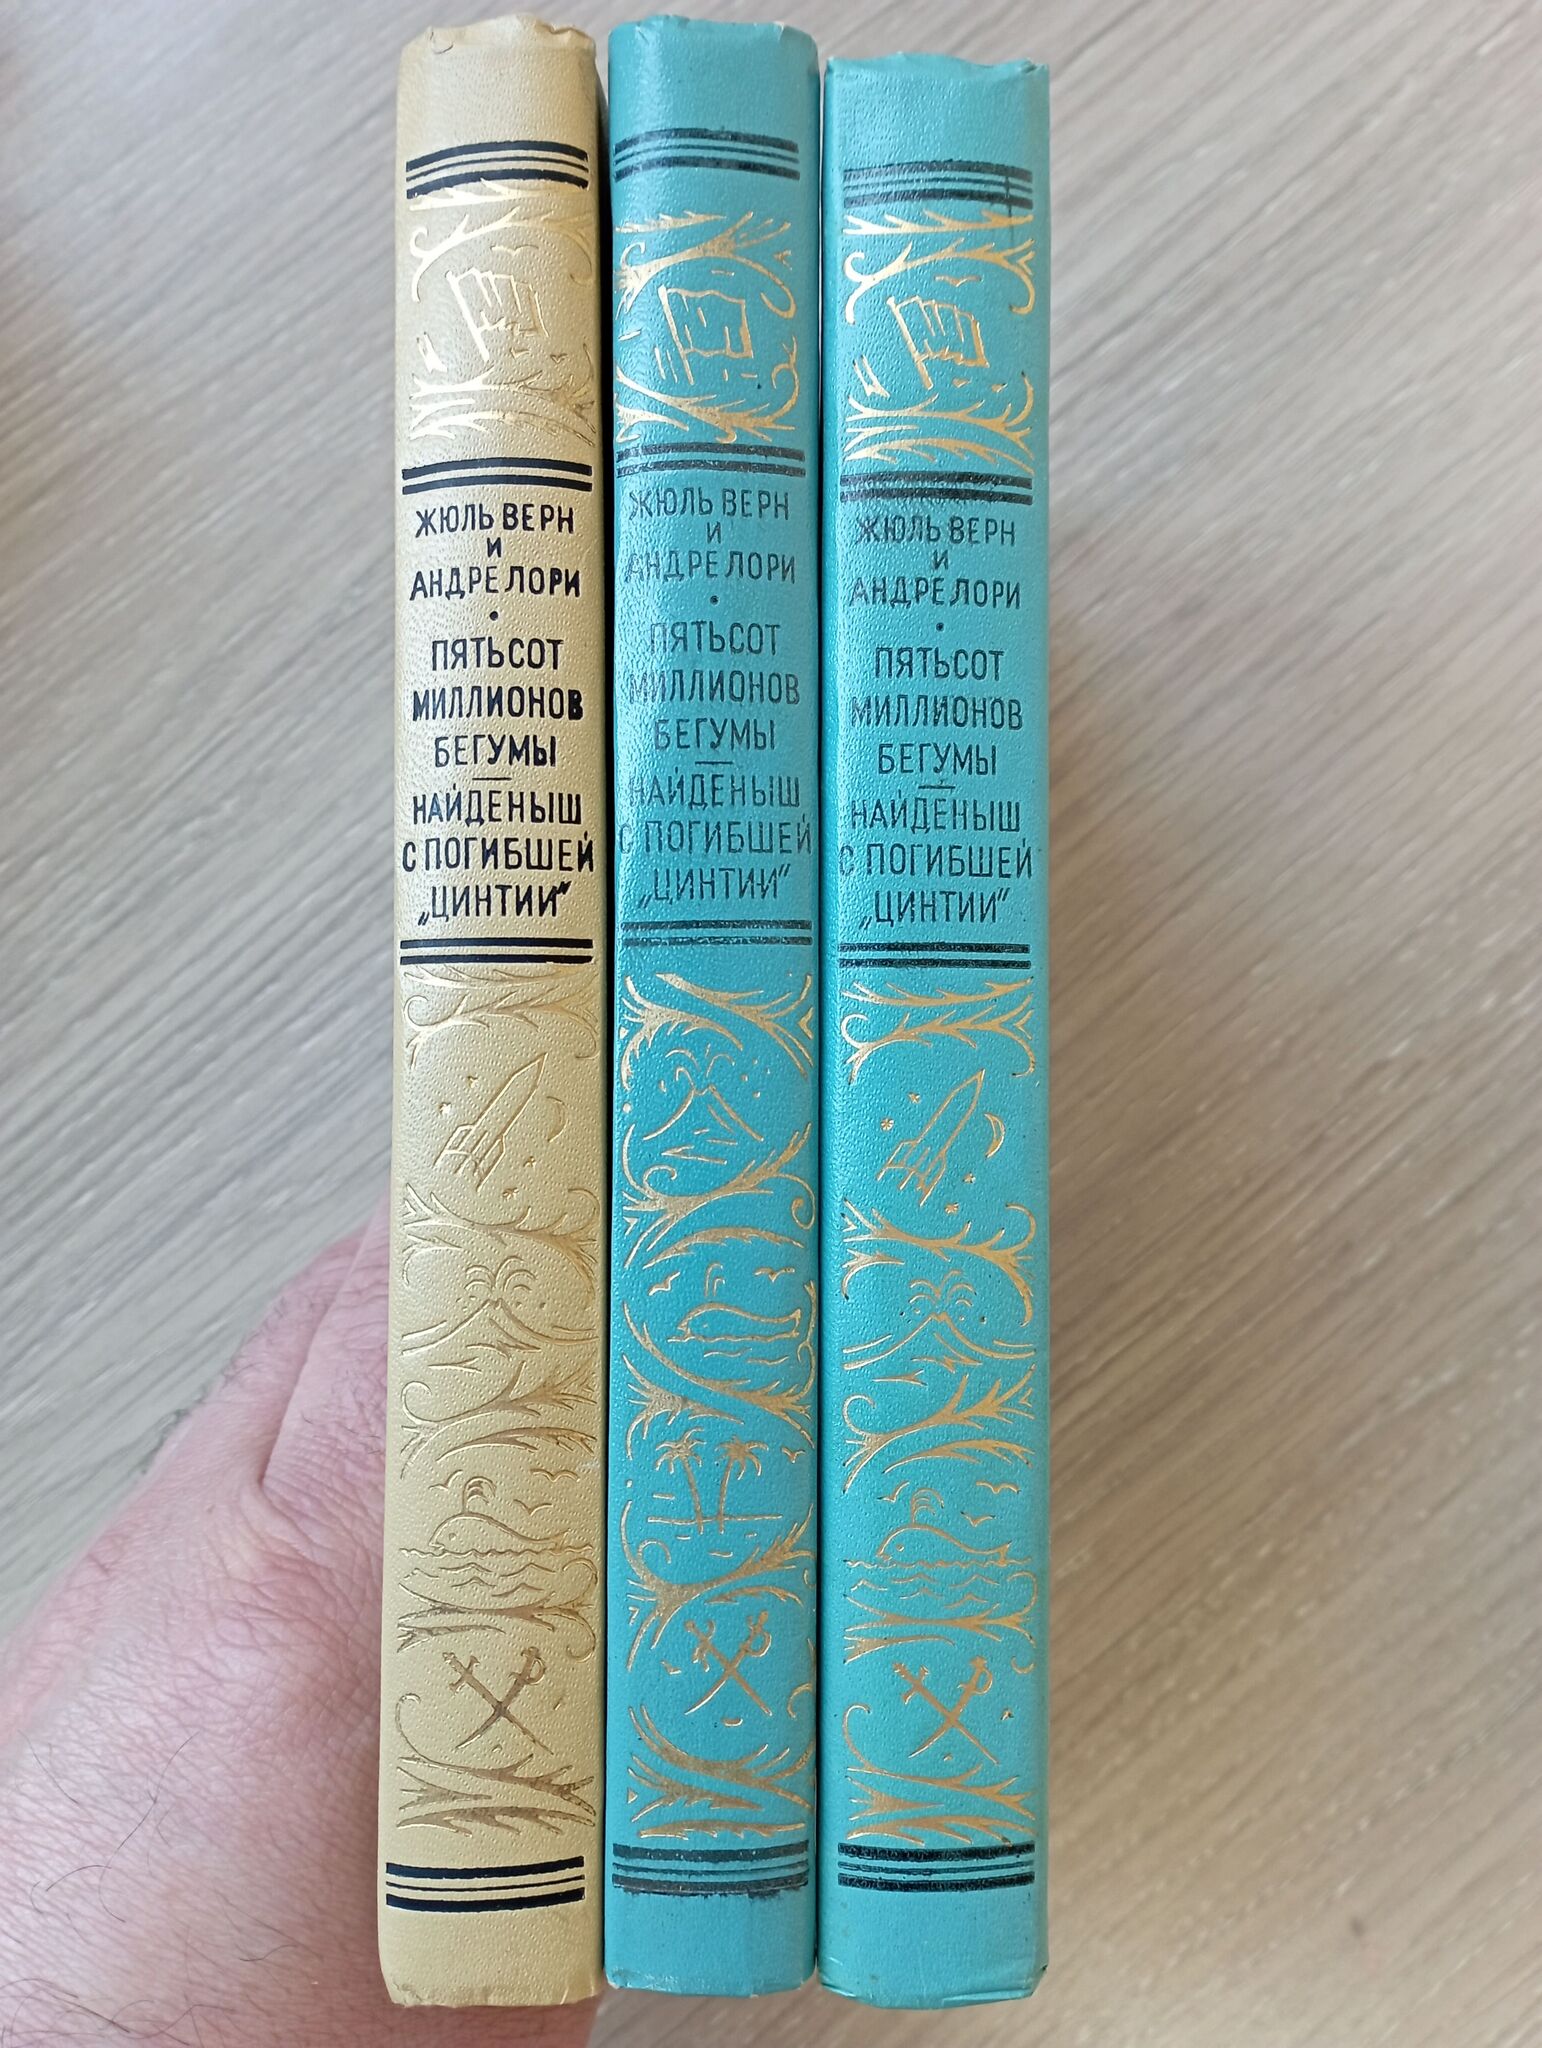 ЖЮЛЬ ВЕРН
И
АНДРЕ ЛОРИ
•
ПЯТЬСОТ
МИЛЛИОНОВ
БЕГУМЫ
—
НАЙДЕНЫШ
С ПОГИБШЕЙ
„ЦИНТИИ"
ЖЮЛЬ ВЕРН
И
АНДРЕ ЛОРИ
•
ПЯТЬСОТ
МИЛЛИОНОВ
БЕГУМЫ
—
НАЙДЕНЫШ
С ПОГИБШЕЙ
„ЦИНТИИ"
ЖЮЛЬ ВЕРН
И
АНДРЕ ЛОРИ
•
ПЯТЬСОТ
МИЛЛИОНОВ
БЕГУМЫ
—
НАЙДЕНЫШ
С ПОГИБШЕЙ
„ЦИНТИИ"